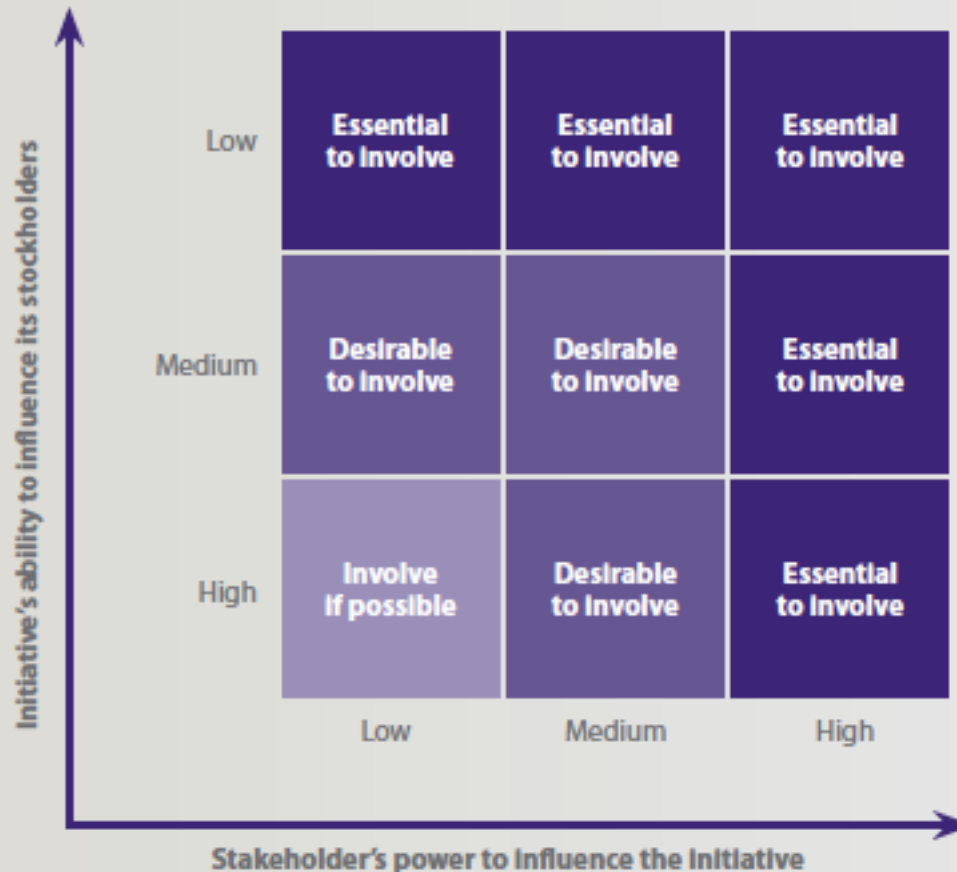 Initiative's ability to influence its stockholders
Low
Essential
to Involve
Essential
to Involve
Essential
to Involve
Medium
Desirable
to Involve
Desirable
to Involve
Essential
to Involve
High
Involve
If possible
Desirable
to Involve
Essential
to Involve
Low
Medium
High
Stakeholder's power to Influence the Initiative